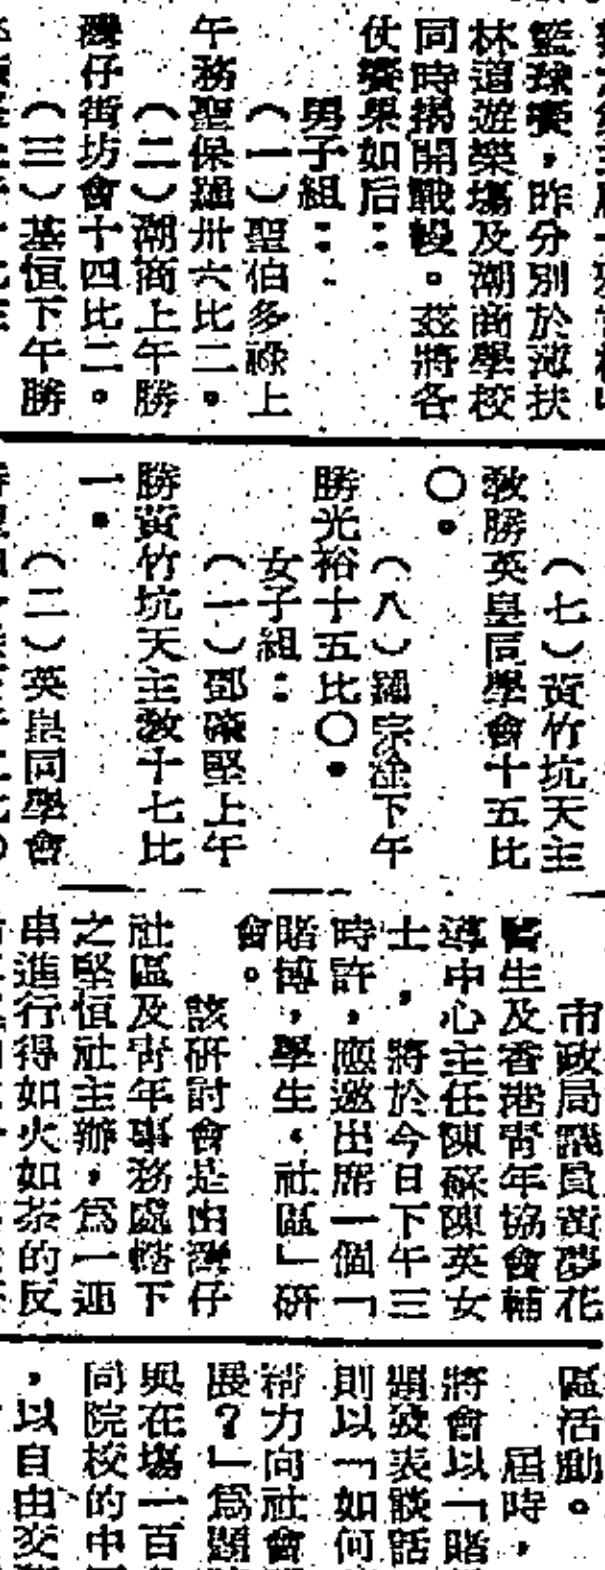 籃球賽，昨分別於蒲扶
林道遊樂塲及潮商學校
同時揭開戰幔。茲將各
仗賽果如后：
男子組：
（一）聖伯多祿上
午務聖保羅卅六比二。
（二）潮商上午勝
灣仔街坊會十四比二。
（三）基恒下午勝
（七）黃竹坑天主
教勝英皇同學會十五比
〇。
（八）羅宗淦下午
勝光裕十五比〇。
女子組：
（一）鄧鏡堅上午
勝黃竹坑天主教十七比
一。
（二）英皇同學會
市政局議員黃夢花
醫生及香港青年協會輔
導中心主任陳蘇陳英女
士，將於今日下午三
時許，應邀出席一個「
賭博，學生，社區」研
會。
該研討會是由灣仔
社區及青年事務處轄下
之堅恒社主辦，爲一連
串進行得如火如茶的反
區活動。
屆時，
將會以「賭
題發表談話
則以「如何
精力向社會
展？」爲題
與在塲一百
同院校的中
，以自由交